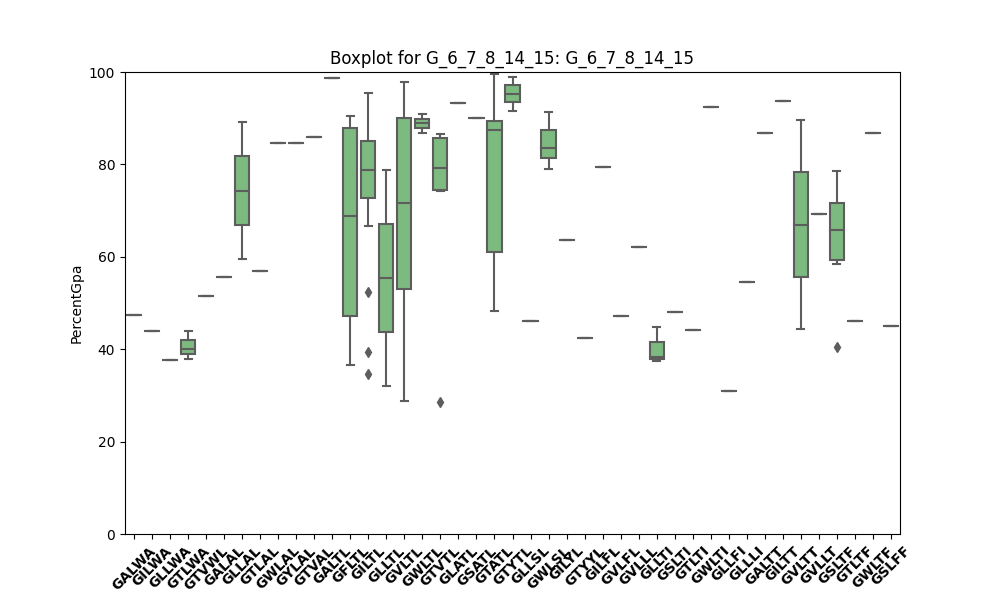 Boxplot for G_6_7_8_14_15: G_6_7_8_14_15
PercentGpa
100
80
60
40
20
0
GALWA
GILWA
GLLWA
GTLWA
GTVWL
GALAL
GLLAL
GTLAL
GWLAL
GYLAL
GTVAL
GALTL
GFLTL
GILTL
GLLTL
GVLTL
GWLTL
GTVTL
GLATL
GSATL
GTATL
GTYTL
GLLSL
GWLSL
GILYL
GTYYL
GILFL
GVLFL
GVLLL
GLLTI
GSLTI
GTLTI
GWLTI
GLLFI
GLLLI
GALTT
GILTT
GVLTT
GVLLT
GSLTF
GTLTF
GWLTF
GSLFF